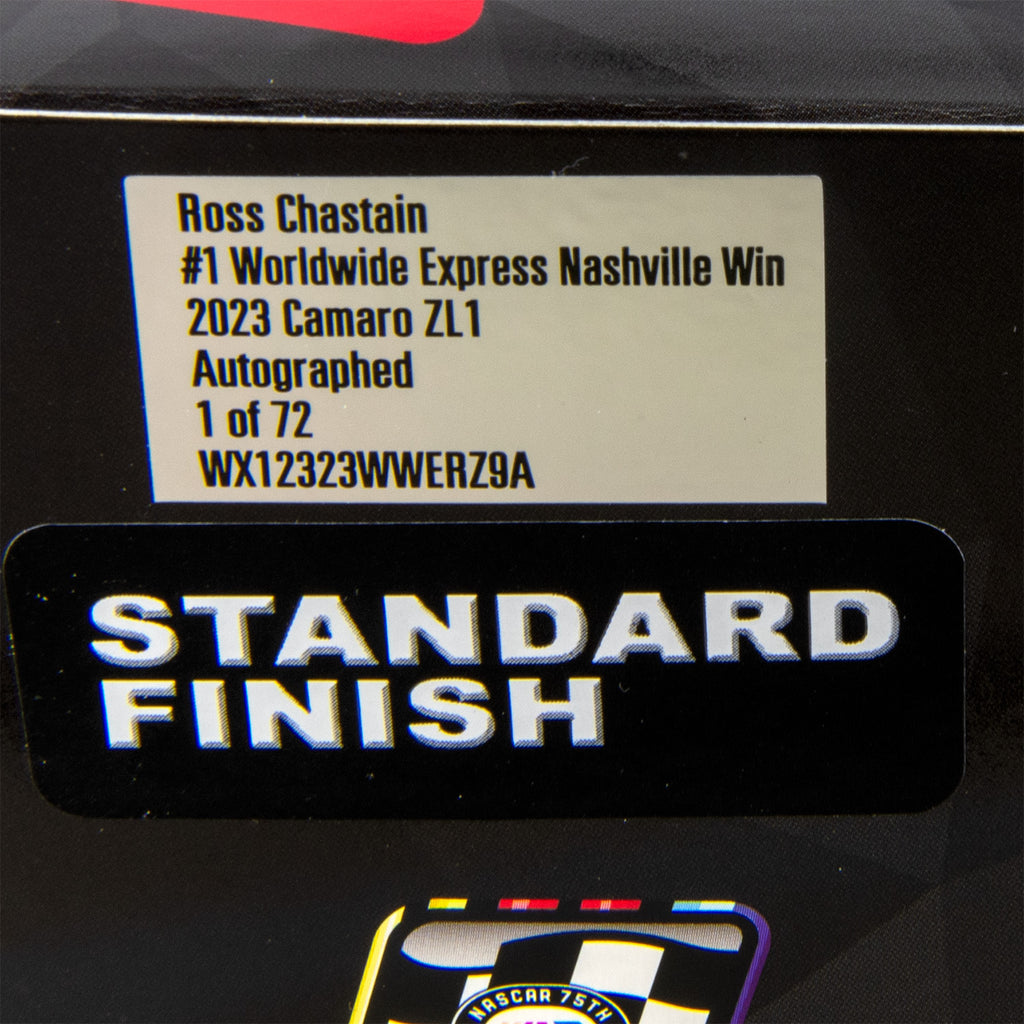 Ross Chastain
#1 Worldwide Express Nashville Win
2023 Camaro ZL1
Autographed
1 of 72
WX12323WWERZ9A
STANDARD
FINISH
NASCAR 75TH